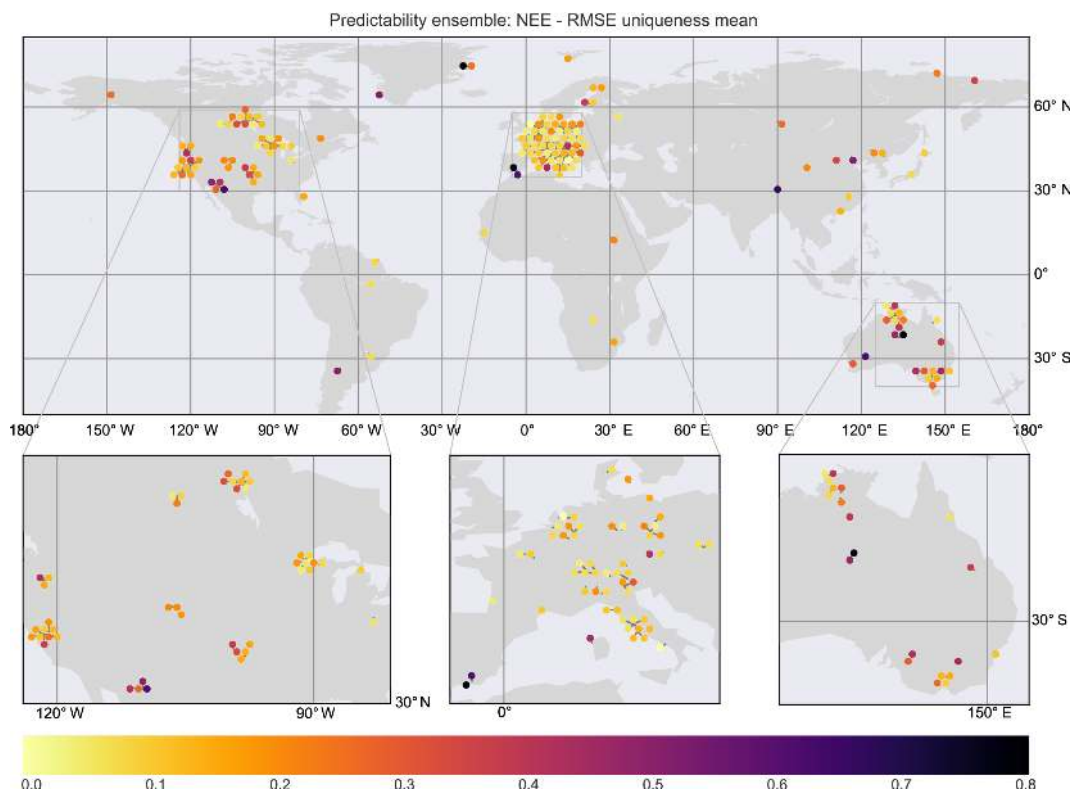 Predictability ensemble: NEE - RMSE uniqueness mean
60° N
30° N
0°
30° S
180° 150° W 120° W 90° W 60° W 30° W 0° 30° E 60° E 90° E 120° E 150° E 180°
30° S
30° N
120° W 90° W 0° 150° E
0.0 0.1 0.2 0.3 0.4 0.5 0.6 0.7 0.8